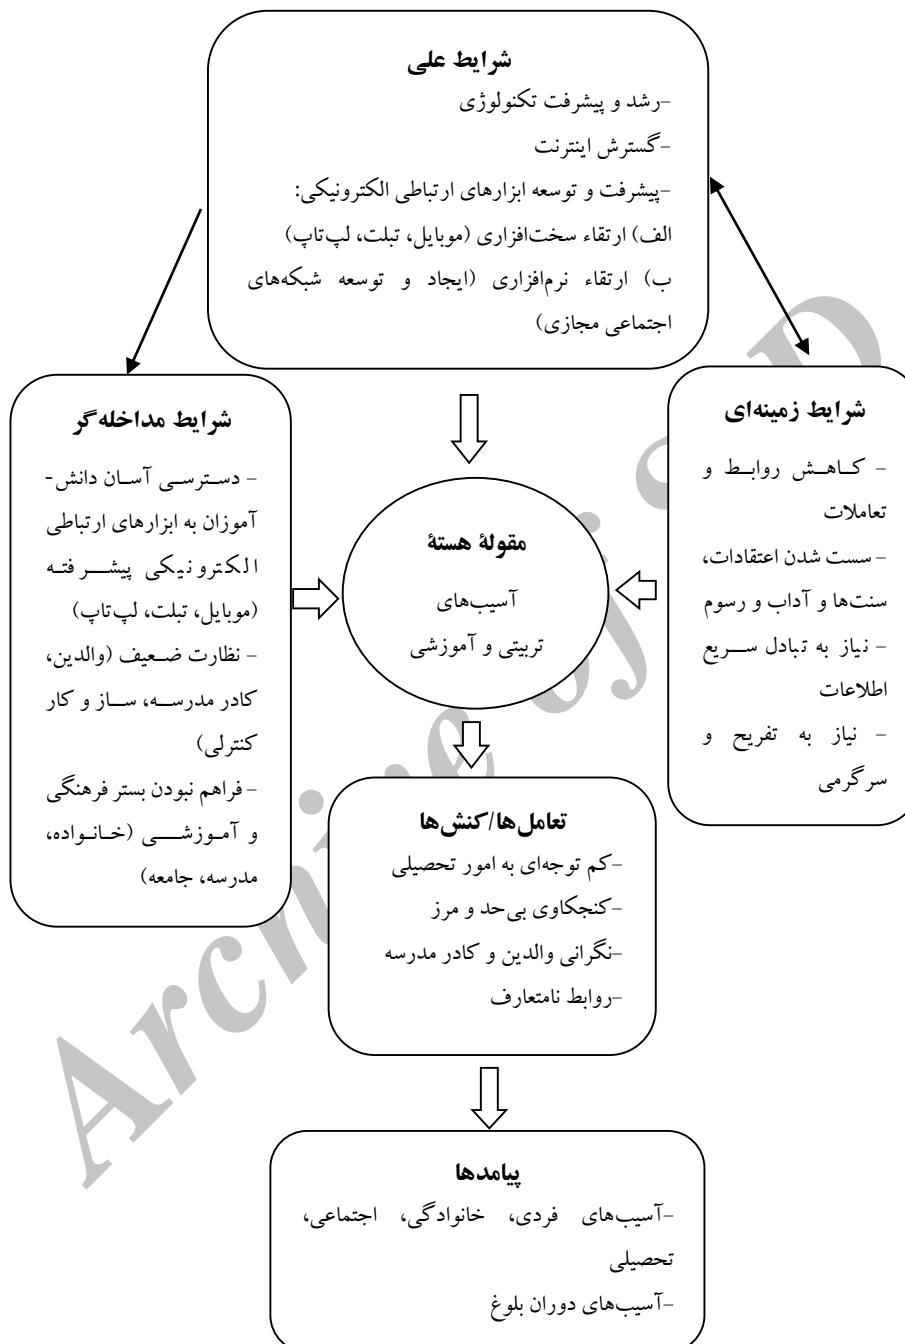 شرایط علی
-رشد و پیشرفت تکنولوژی
-گسترش اینترنت
-پیشرفت و توسعه ابزارهای ارتباطی الکترونیکی:
الف) ارتقاء سخت‌افزاری (موبایل، تبلت، لپ‌تاپ)
ب) ارتقاء نرم‌افزاری (ایجاد و توسعه شبکه‌های
اجتماعی مجازی)
شرایط زمینه‌ای
- کاهش روابط و
تعاملات
-سست شدن اعتقادات،
سنت‌ها و آداب و رسوم
- نیاز به تبادل سریع
اطلاعات
- نیاز به تفریح و
سرگرمی
مقولۀ هستۀ
آسیب‌های
تربیتی و آموزشی
شرایط مداخله‌گر
- دسترسی آسان دانش-
آموزان به ابزارهای ارتباطی
الکترونیکی پیشرفته
(موبایل، تبلت، لپ‌تاپ)
- نظارت ضعیف (والدین،
کادر مدرسه، ساز و کار
کنترلی)
- فراهم نبودن بستر فرهنگی
و آموزشی (خانواده،
مدرسه، جامعه)
تعامل‌ها/کنش‌ها
-کم توجه‌ای به امور تحصیلی
-کنجکاوی بی‌حد و مرز
-نگرانی والدین و کادر مدرسه
-روابط نامتعارف
پیامدها
-آسیب‌های فردی، خانوادگی، اجتماعی،
تحصیلی
-آسیب‌های دوران بلوغ
Archive of SID